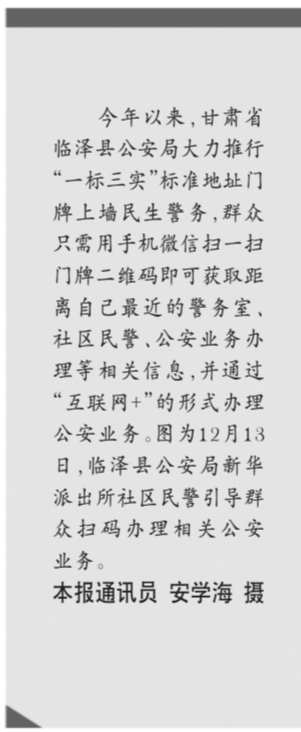 今年以来，甘肃省
临泽县公安局大力推行
“一标三实”标准地址门
牌上墙民生警务，群众
只需用手机微信扫一扫
门牌二维码即可获取距
离自己最近的警务室、
社区民警、公安业务办
理等相关信息，并通过
“互联网+”的形式办理
公安业务。图为12月13
日，临泽县公安局新华
派出所社区民警引导群
众扫码办理相关公安
业务。
本报通讯员 安学海 摄